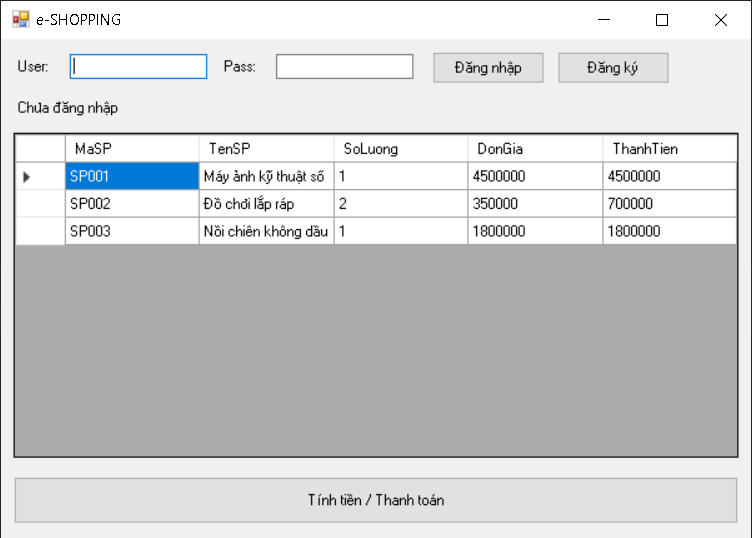 e-SHOPPING
User: Pass: Đăng nhập Đăng ký
Chưa đăng nhập
MaSP TenSP SoLuong DonGia ThanhTien
SP001 Máy ảnh kỹ thuật số 1 4500000 4500000
SP002 Đồ chơi lắp ráp 2 350000 700000
SP003 Nồi chiên không dầu 1 1800000 1800000
Tính tiền / Thanh toán